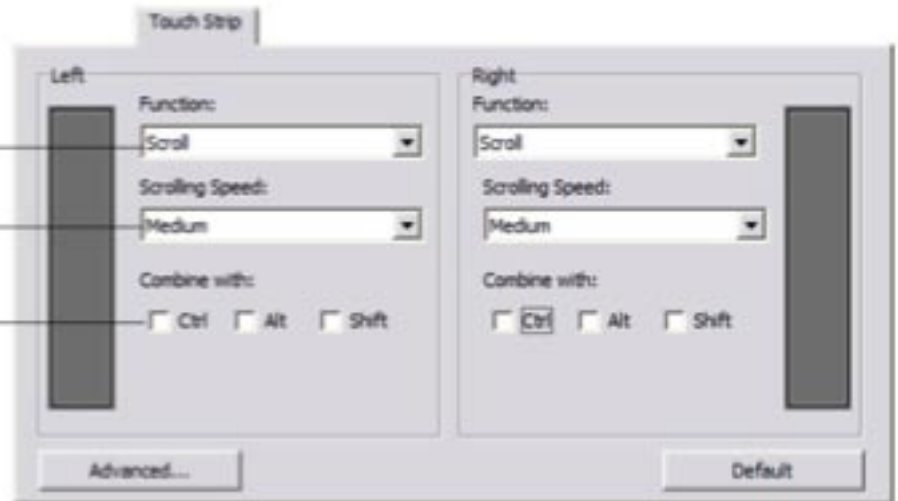 Touch Strip
Left
Function:
Scroll
Scrolling Speed:
Medium
Combine with:
Ctrl Alt Shift
Right
Function:
Scroll
Scrolling Speed:
Medium
Combine with:
Ctrl Alt Shift
Advanced... Default